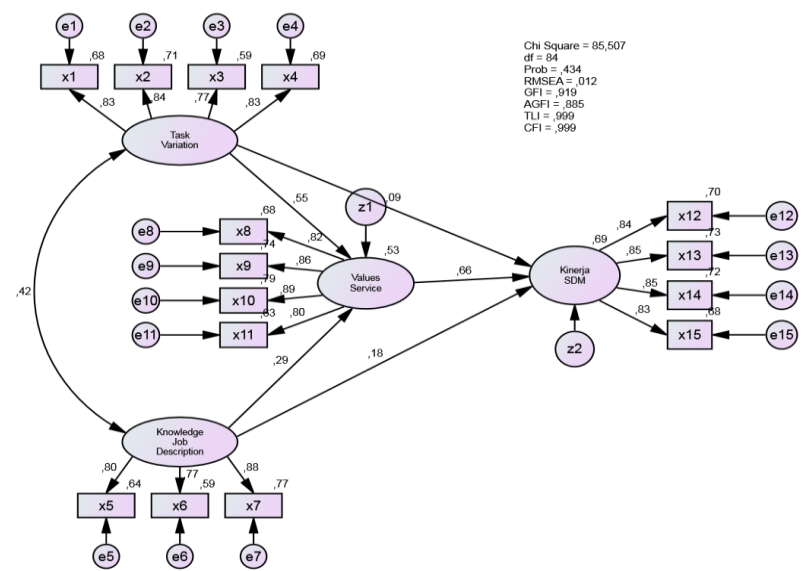 e1 e2 e3 e4
,68 ,71 ,59 ,69
x1 x2 x3 x4
,83 ,84 ,77 ,83
Task
Variation
Chi Square = 85,507
df = 84
Prob = ,434
RMSEA = ,012
GFI = ,919
AGFI = ,885
TLI = ,999
CFI = ,999
,55
,09
z1
,53
,68
e8 x8
,82
,74
e9 x9
,86
,79
e10 x10
,89
,63
e11 x11
,80
Values
Service
,66
,42
,29
,18
,69
Kinerja
SDM
z2
,84
,70
x12 e12
,85
,73
x13 e13
,85
,72
x14 e14
,83
,68
x15 e15
Knowledge
Job
Description
,80 ,77 ,88
,64 ,59 ,77
x5 x6 x7
e5 e6 e7